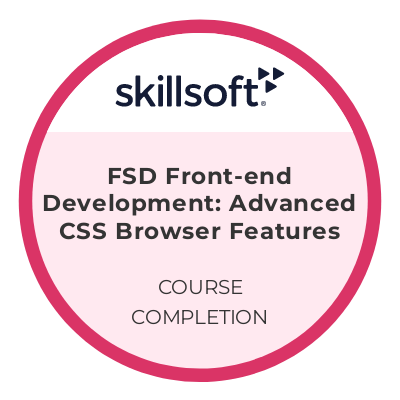 skillsoft®
FSD Front-end
Development: Advanced
CSS Browser Features
COURSE
COMPLETION